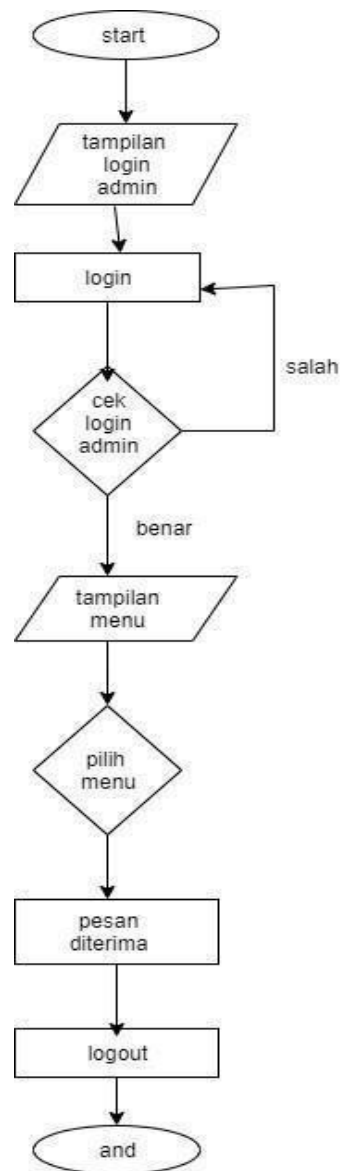 start
tampilan
login
admin
login
salah
cek
login
admin
benar
tampilan
menu
pilih
menu
pesan
diterima
logout
and